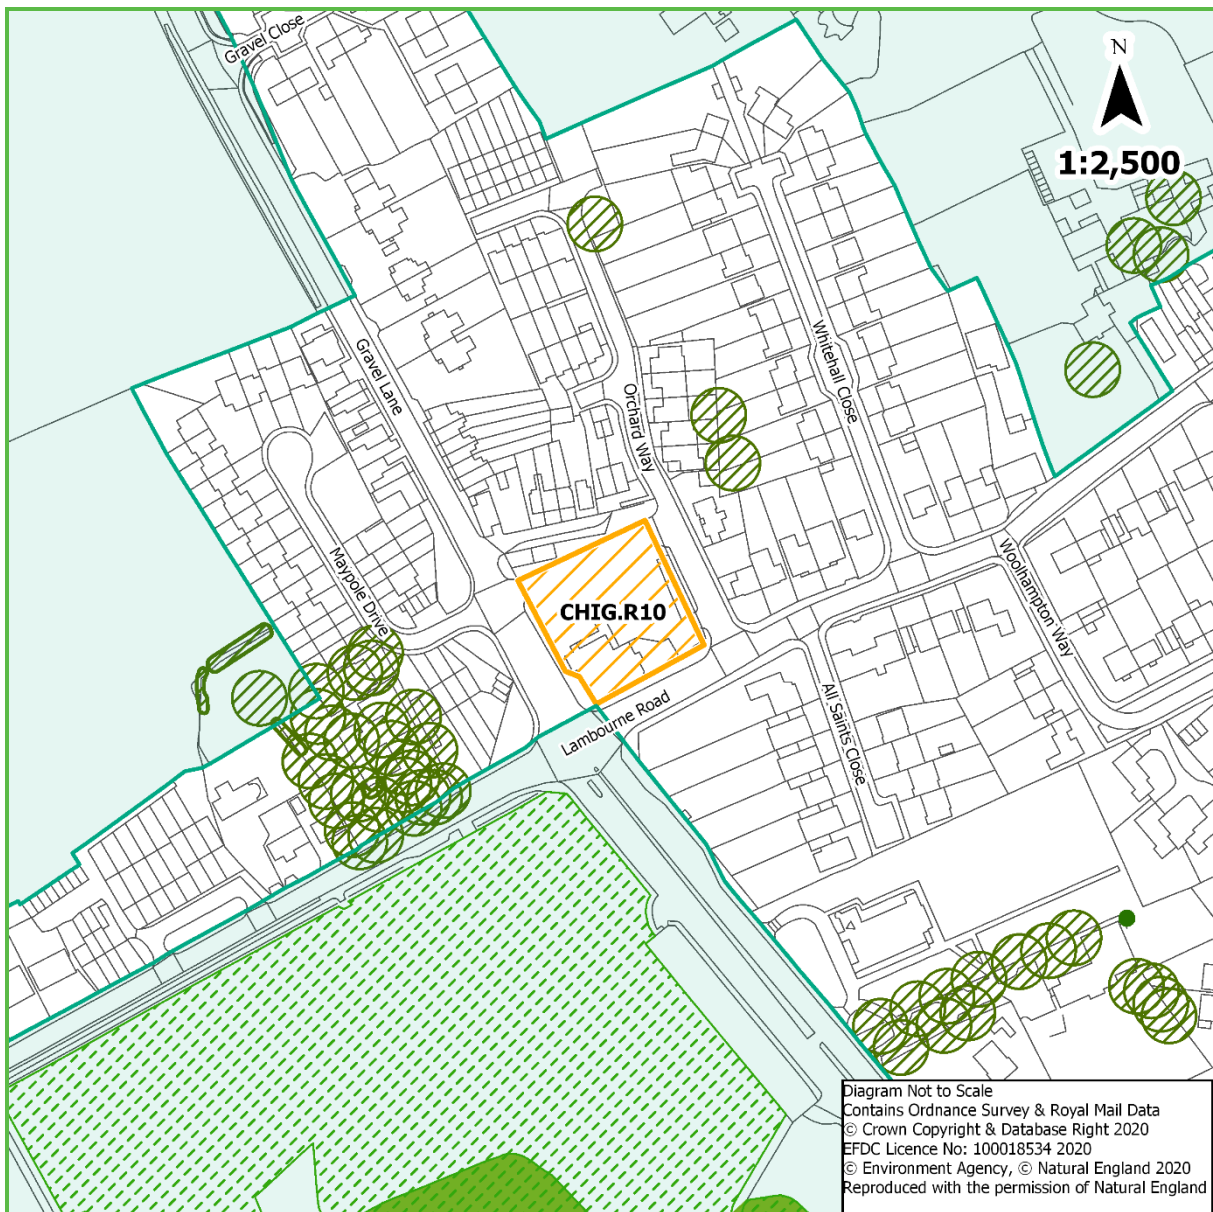 Gravel Close
N
1:2,500
Gravel Lane
Whitehall Close
Orchard Way
Maypole Drive
Woolhampton Way
CHIG.R10
Lambourne Road
All Saints Close
Diagram Not to Scale
Contains Ordnance Survey & Royal Mail Data
© Crown Copyright & Database Right 2020
EFDC Licence No: 100018534 2020
© Environment Agency, © Natural England 2020
Reproduced with the permission of Natural England